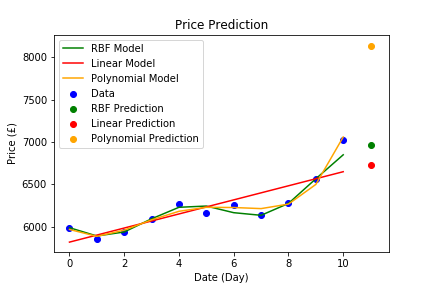 Price Prediction
RBF Model
Linear Model
Polynomial Model
Data
RBF Prediction
Linear Prediction
Polynomial Prediction
8000
7500
7000
6500
6000
Price (£)
0 2 4 6 8 10
Date (Day)